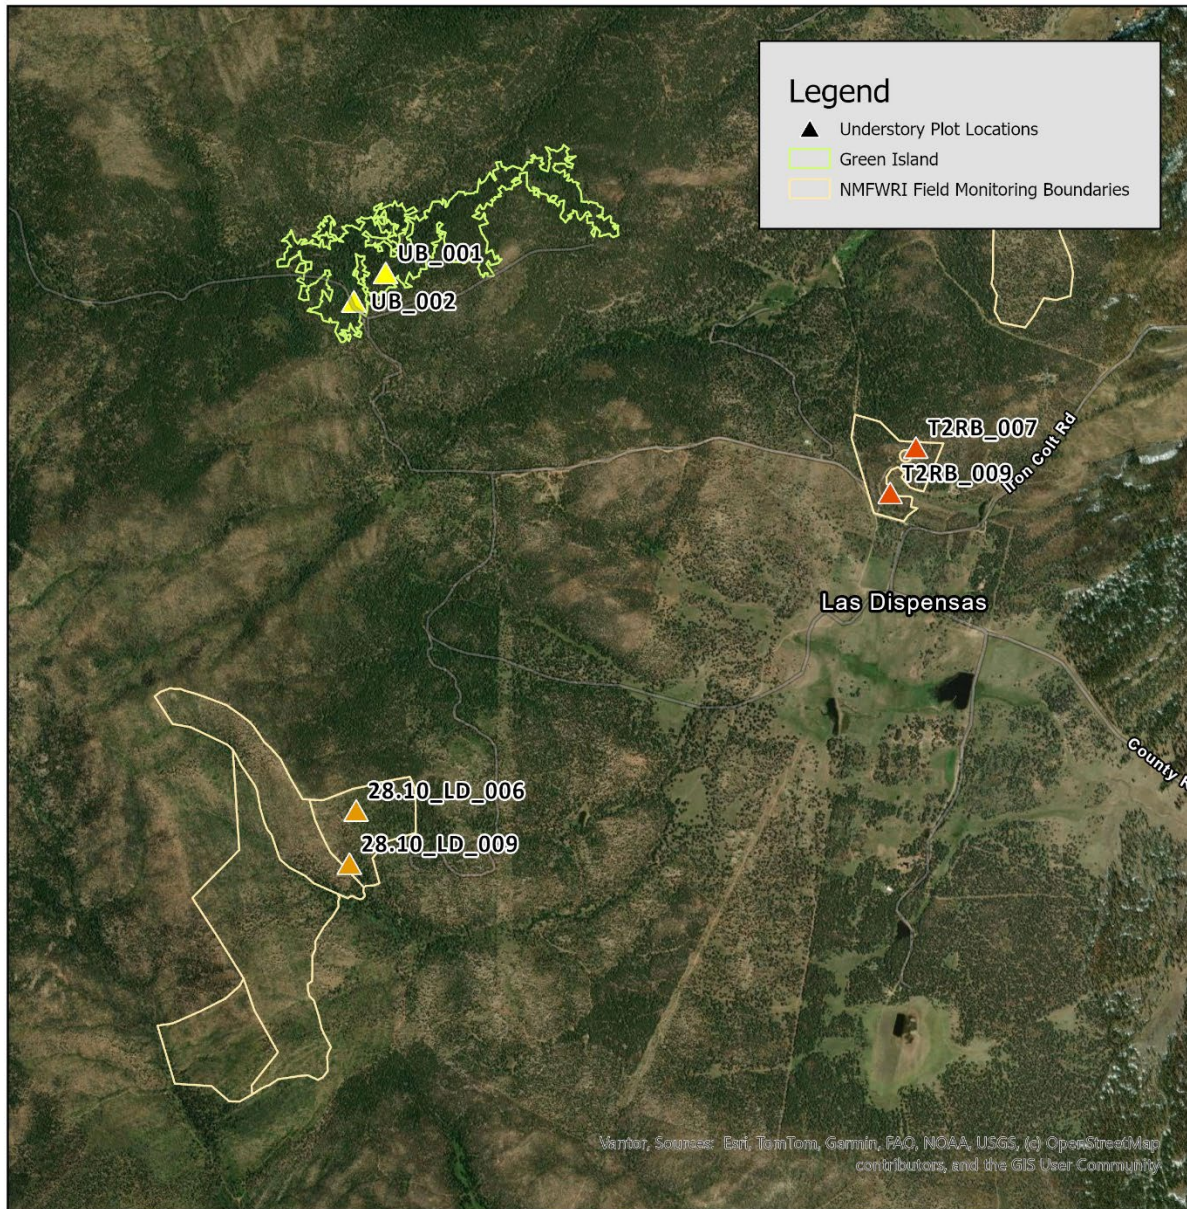 Legend
Understory Plot Locations
Green Island
NMFWRI Field Monitoring Boundaries
UB_001
UB_002
T2RB_007
T2RB_009
Iron Colt Rd
Las Dispensas
County R
28.10_LD_006
28.10_LD_009
Vantor, Sources: Esri, TomTom, Garmin, FAO, NOAA, USGS, (c) OpenStreetMap
contributors, and the GIS User Community